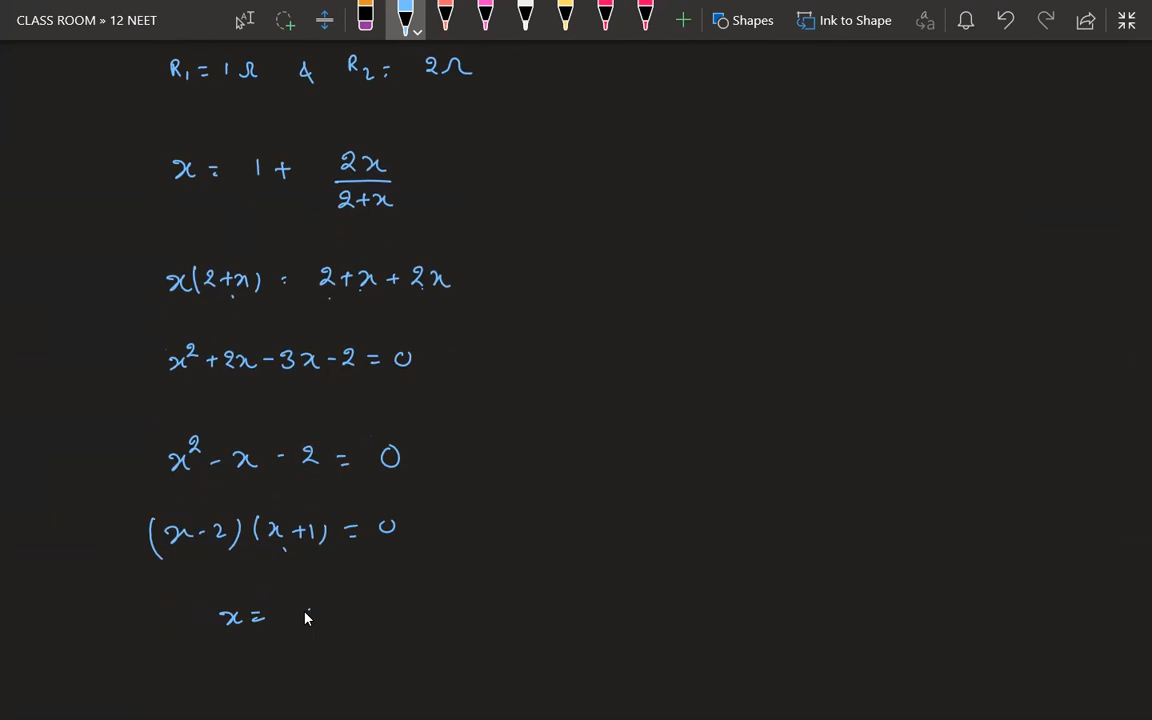 CLASS ROOM » 12 NEET Shapes Ink to Shape
R₁ = 1 Ω & R₂ = 2Ω
x = 1 + 2x / 2+x
x(2+x) = 2+x + 2x
x² + 2x - 3x - 2 = 0
x² - x - 2 = 0
(x-2)(x+1) = 0
x =